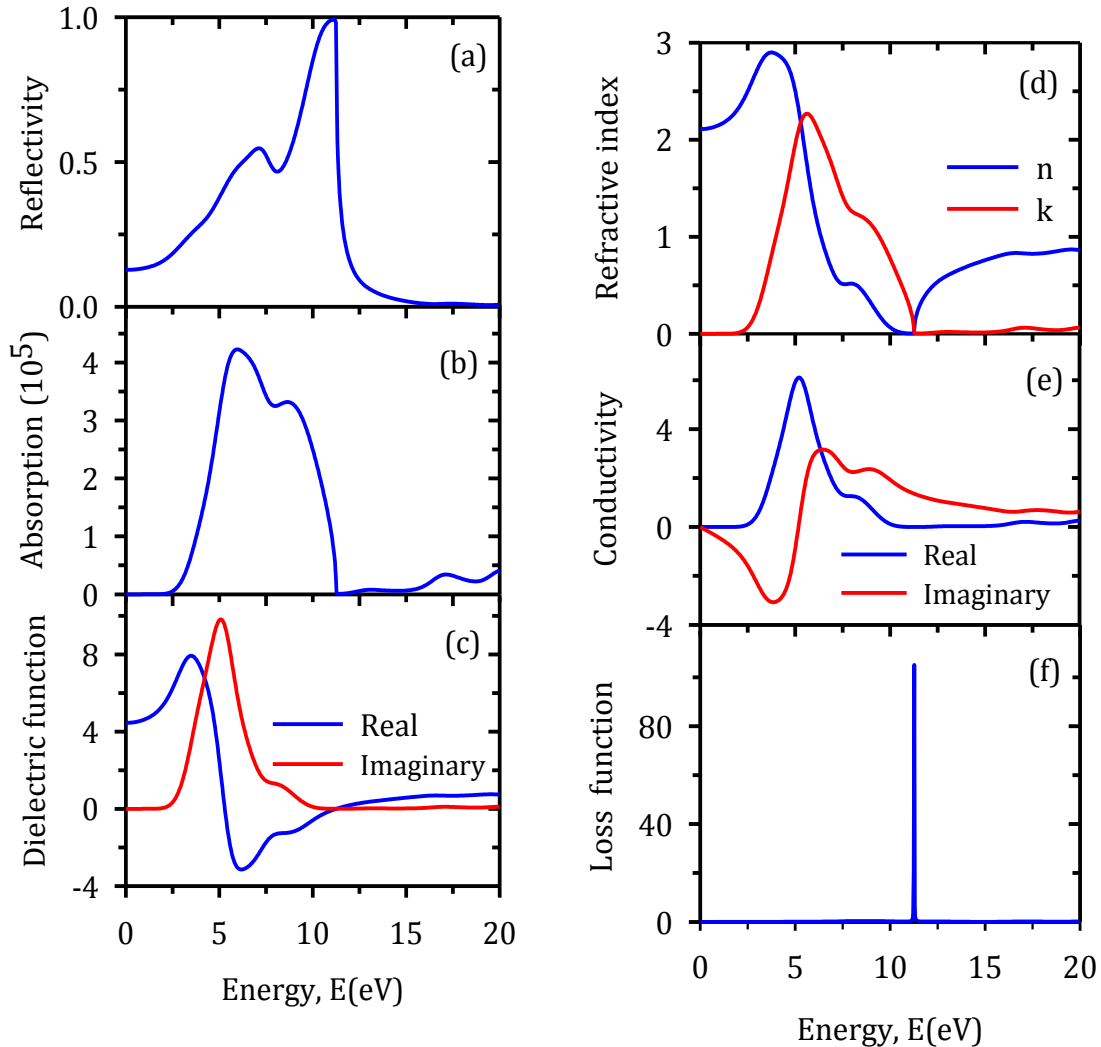 1.0
0.5
0.0
Reflectivity
(a)
4
3
2
1
0
Absorption (10⁵)
(b)
8
4
0
-4
Dielectric function
(c)
Real
Imaginary
0 5 10 15 20
Energy, E(eV)
3
2
1
0
Refractive index
(d)
n
k
4
0
-4
Conductivity
(e)
Real
Imaginary
80
40
0
Loss function
(f)
0 5 10 15 20
Energy, E(eV)